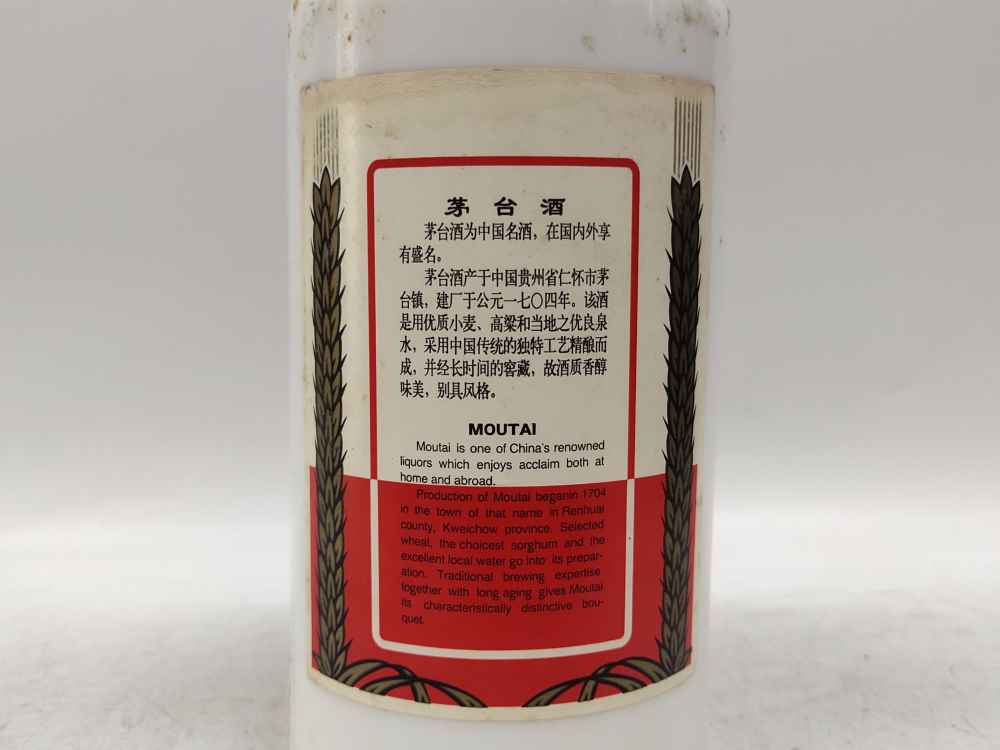 茅台酒
茅台酒为中国名酒，在国内外享
有盛名。
茅台酒产于中国贵州省仁怀市茅
台镇，建厂于公元一七〇四年。该酒
是用优质小麦、高粱和当地之优良泉
水，采用中国传统的独特工艺精酿而
成，并经长时间的窖藏，故酒质香醇
味美，别具风格。
MOUTAI
Moutai is one of China's renowned
liquors which enjoys acclaim both at
home and abroad.
Production of Moutai beganin 1704
in the town of that name in Renhuai
county, Kweichow province. Selected
wheat, the choicest sorghum and the
excellent local water go into its prepar-
ation. Traditional brewing expertise
together with long aging gives Moutai
its characteristically distinctive bou-
quet.